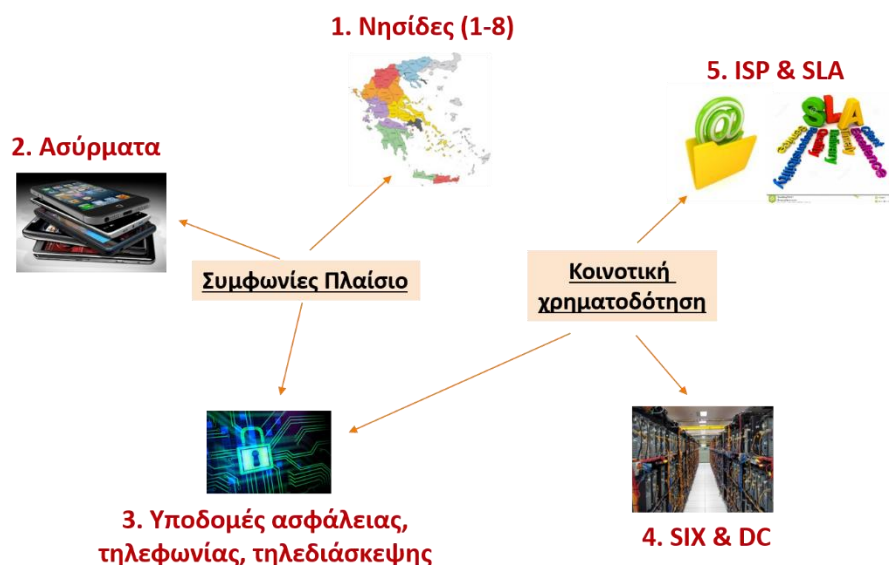 1. Νησίδες (1-8)
5. ISP & SLA
SLA
2. Ασύρματα
Συμφωνίες Πλαίσιο
Κοινοτική
χρηματοδότηση
3. Υποδομές ασφάλειας,
τηλεφωνίας, τηλεδιάσκεψης
4. SIX & DC